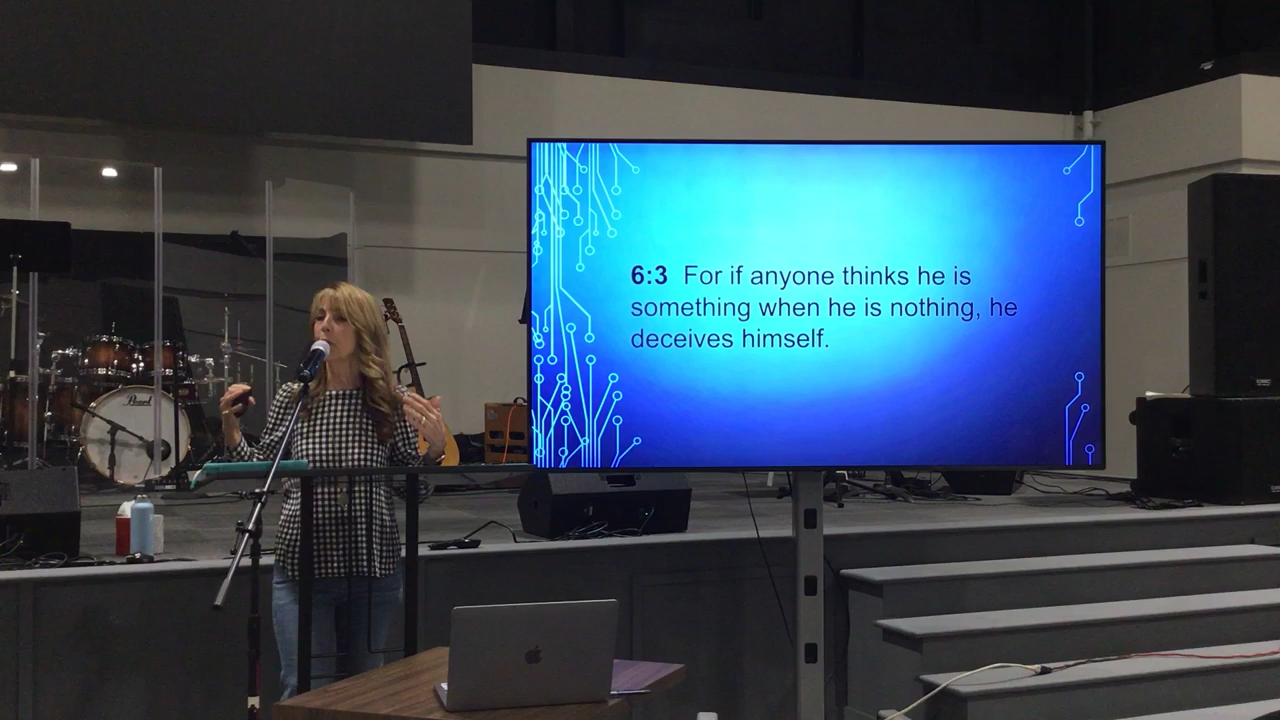 6:3 For if anyone thinks he is
something when he is nothing, he
deceives himself.
Pearl